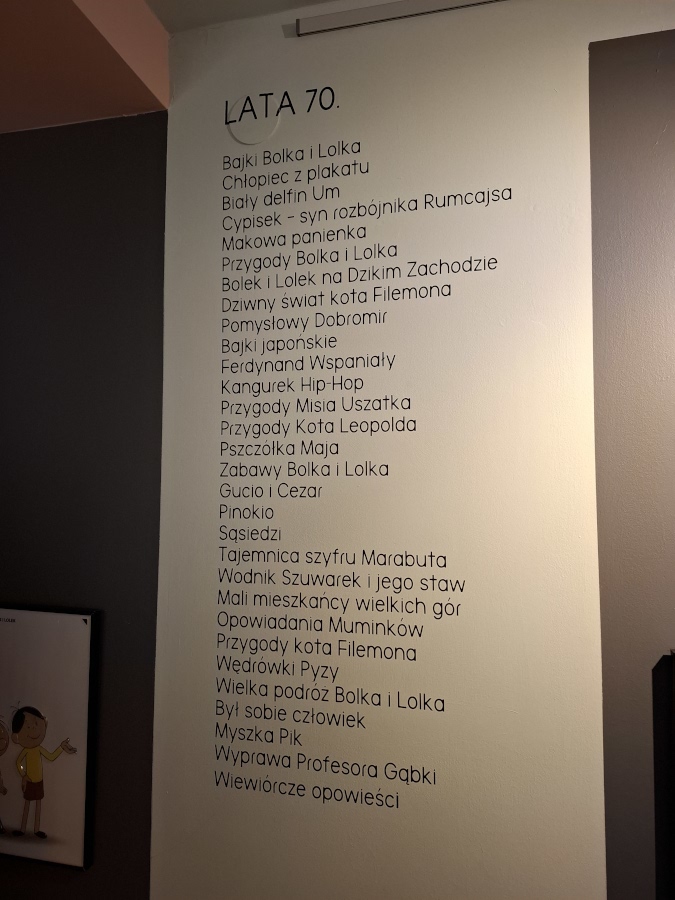 LATA 70.
Bajki Bolka i Lolka
Chłopiec z plakatu
Biały delfin Um
Cypisek – syn rozbójnika Rumcajsa
Makowa panienka
Przygody Bolka i Lolka
Bolek i Lolek na Dzikim Zachodzie
Dziwny świat kota Filemona
Pomysłowy Dobromir
Bajki japońskie
Ferdynand Wspaniały
Kangurek Hip-Hop
Przygody Misia Uszatka
Przygody Kota Leopolda
Pszczółka Maja
Zabawy Bolka i Lolka
Gucio i Cezar
Pinokio
Sąsiedzi
Tajemnica szyfru Marabuta
Wodnik Szuwarek i jego staw
Mali mieszkańcy wielkich gór
Opowiadania Muminków
Przygody kota Filemona
Wędrówki Pyzy
Wielka podróż Bolka i Lolka
Był sobie człowiek
Myszka Pik
Wyprawa Profesora Gąbki
Wiewiórcze opowieści